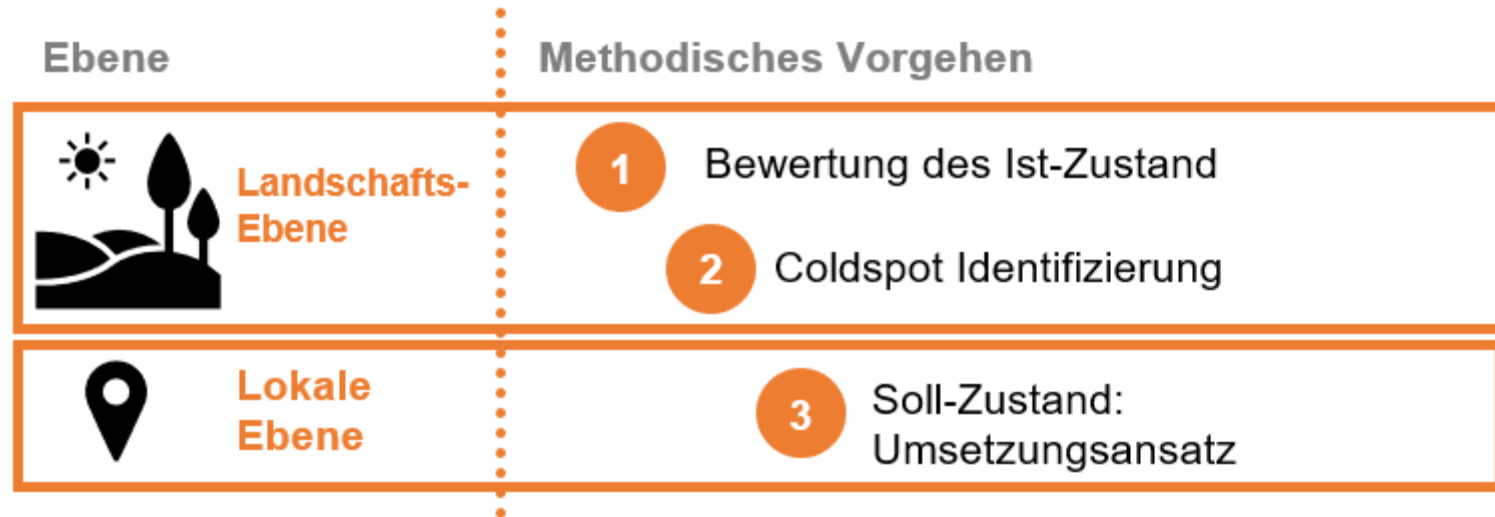 Ebene
Methodisches Vorgehen
Landschafts-
Ebene
1
Bewertung des Ist-Zustand
2
Coldspot Identifizierung
Lokale
Ebene
3
Soll-Zustand:
Umsetzungsansatz